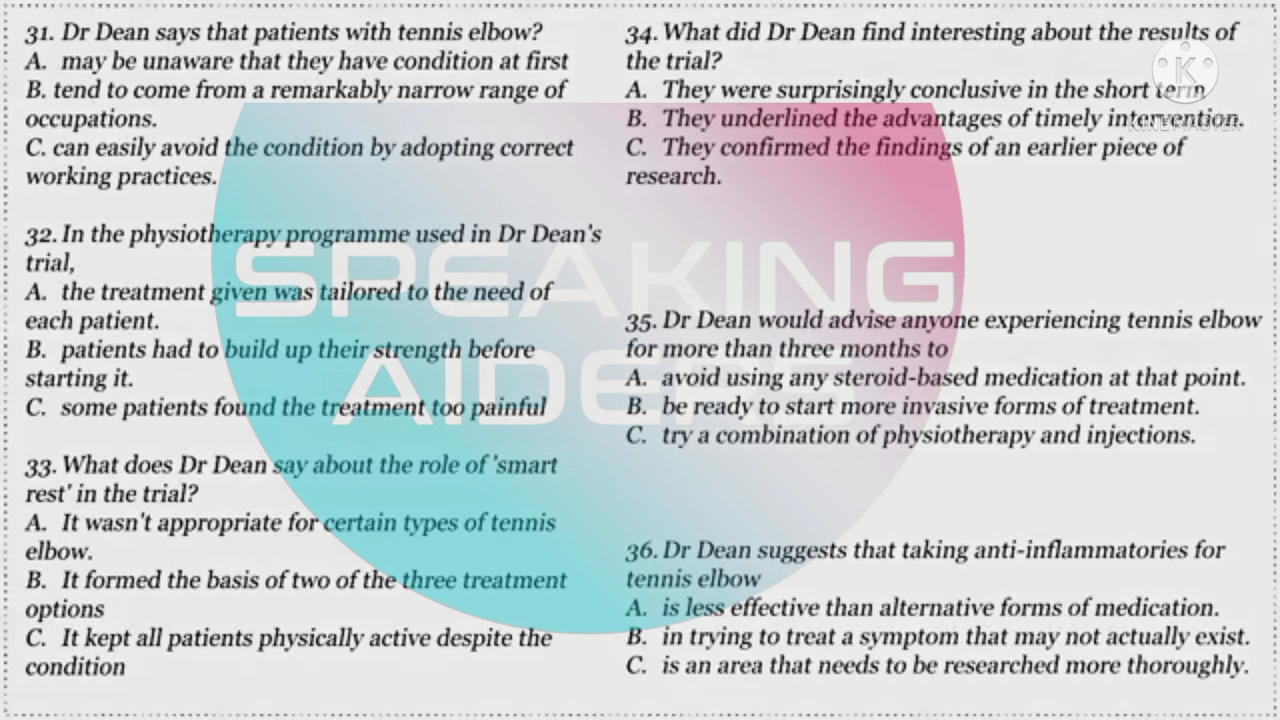 31. Dr Dean says that patients with tennis elbow?
A. may be unaware that they have condition at first
B. tend to come from a remarkably narrow range of
occupations.
C. can easily avoid the condition by adopting correct
working practices.
32. In the physiotherapy programme used in Dr Dean's
trial,
A. the treatment given was tailored to the need of
each patient.
B. patients had to build up their strength before
starting it.
C. some patients found the treatment too painful
33. What does Dr Dean say about the role of 'smart
rest' in the trial?
A. It wasn't appropriate for certain types of tennis
elbow.
B. It formed the basis of two of the three treatment
options
C. It kept all patients physically active despite the
condition
34. What did Dr Dean find interesting about the results of
the trial?
A. They were surprisingly conclusive in the short term
B. They underlined the advantages of timely intervention.
C. They confirmed the findings of an earlier piece of
research.
35. Dr Dean would advise anyone experiencing tennis elbow
for more than three months to
A. avoid using any steroid-based medication at that point.
B. be ready to start more invasive forms of treatment.
C. try a combination of physiotherapy and injections.
36. Dr Dean suggests that taking anti-inflammatories for
tennis elbow
A. is less effective than alternative forms of medication.
B. in trying to treat a symptom that may not actually exist.
C. is an area that needs to be researched more thoroughly.
SPEAKING
AIDERS
K
KINEMASTER